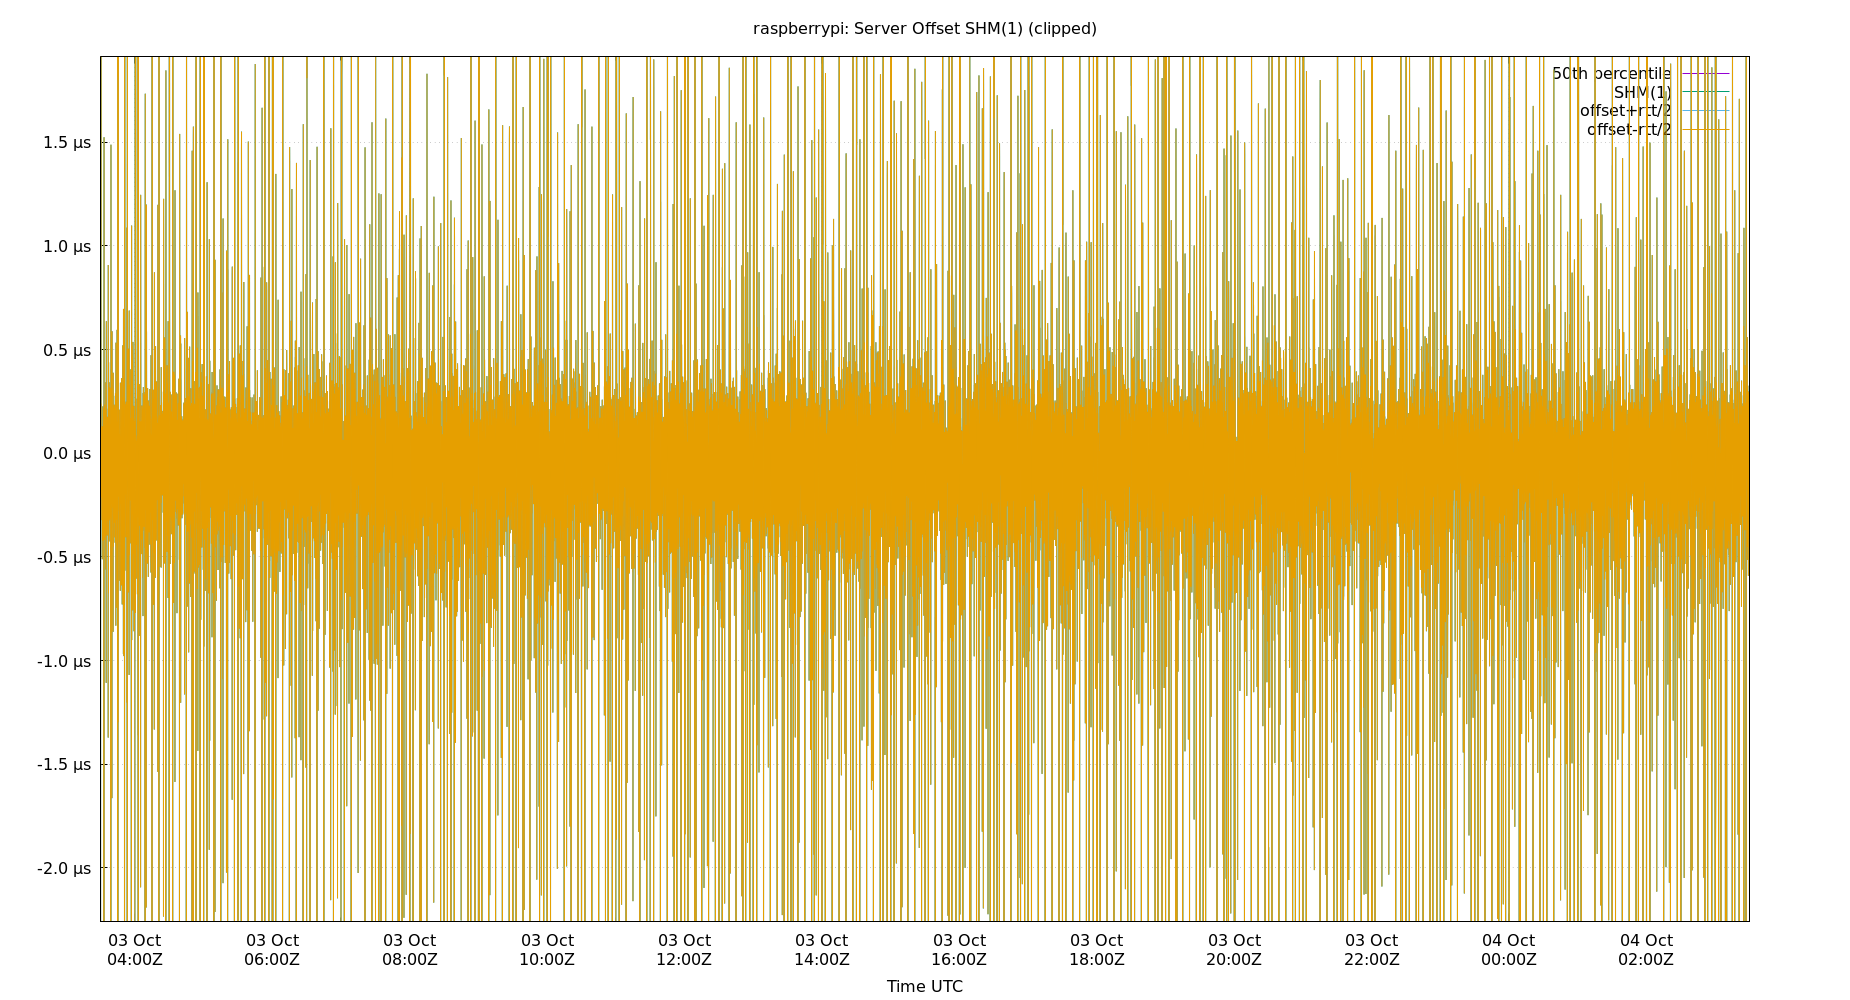 raspberrypi: Server Offset SHM(1) (clipped)
50th percentile
SHM(1)
offset+rtt/2
offset-rtt/2
1.5 µs
1.0 µs
0.5 µs
0.0 µs
-0.5 µs
-1.0 µs
-1.5 µs
-2.0 µs
03 Oct 03 Oct 03 Oct 03 Oct 03 Oct 03 Oct 03 Oct 03 Oct 03 Oct 03 Oct 04 Oct 04 Oct
04:00Z 06:00Z 08:00Z 10:00Z 12:00Z 14:00Z 16:00Z 18:00Z 20:00Z 22:00Z 00:00Z 02:00Z
Time UTC